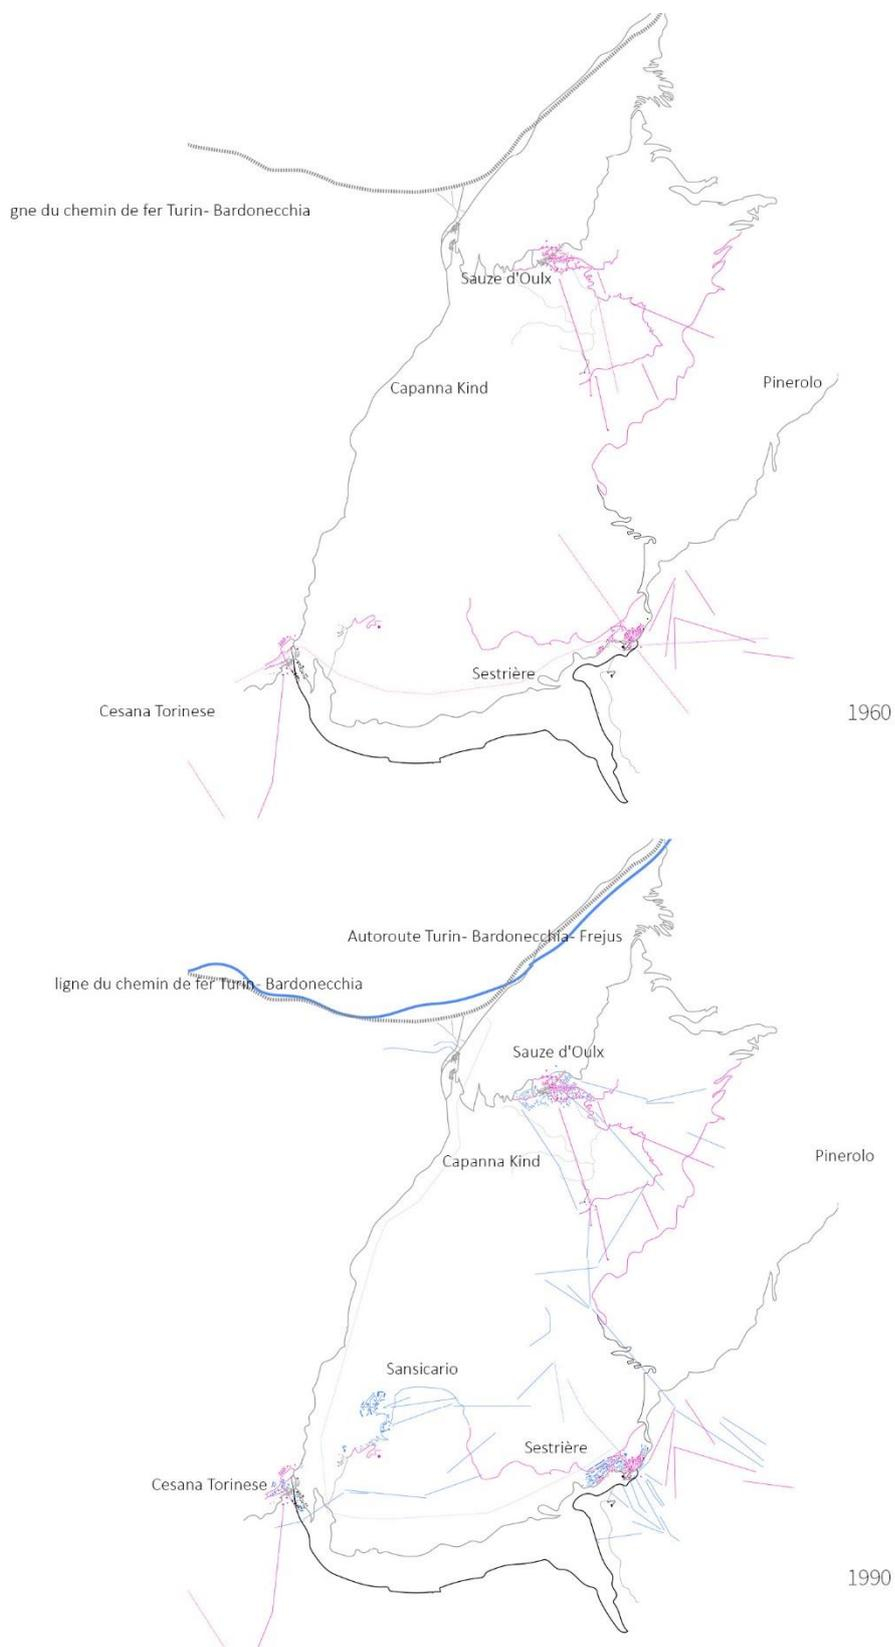 gne du chemin de fer Turin- Bardonecchia
Sauze d'Oulx
Capanna Kind
Pinerolo
Sestrière
Cesana Torinese
1960
Autoroute Turin- Bardonecchia- Frejus
ligne du chemin de fer Turin- Bardonecchia
Sauze d'Oulx
Capanna Kind
Pinerolo
Sansicario
Sestrière
Cesana Torinese
1990